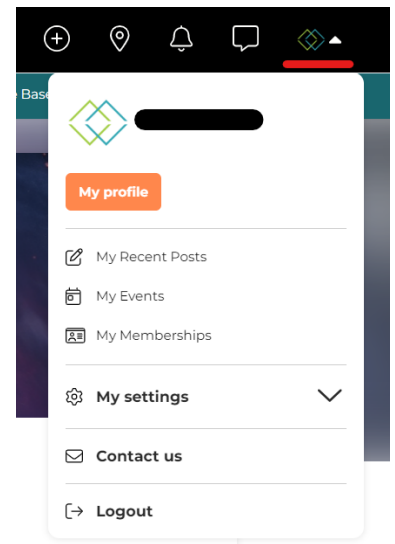 Base
My profile
My Recent Posts
My Events
My Memberships
My settings
Contact us
Logout